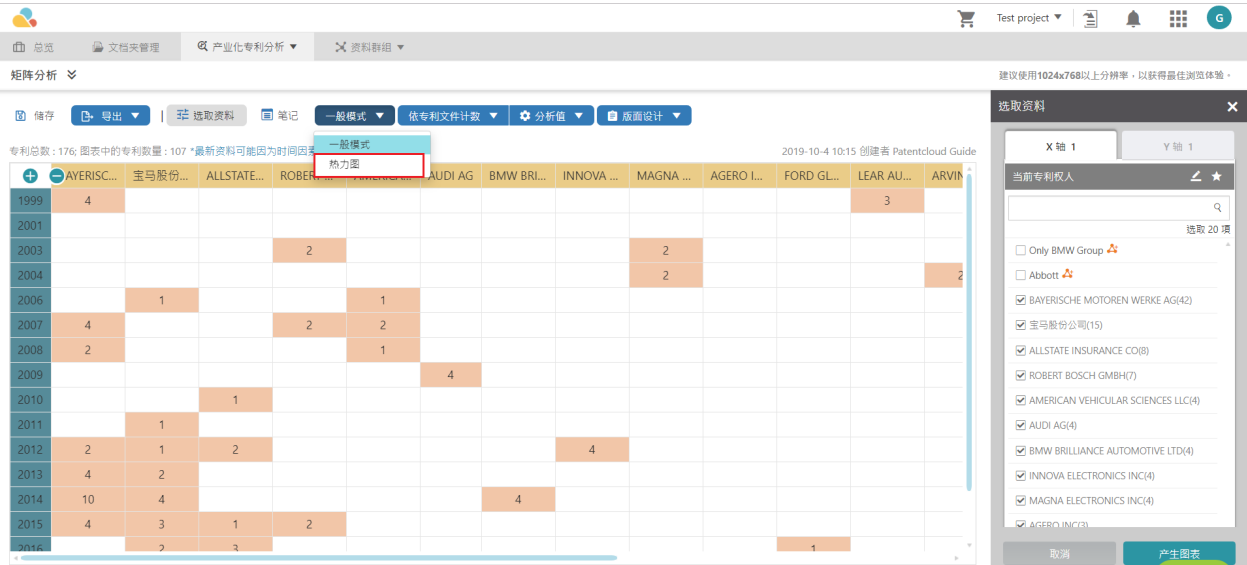 Test project ▼ G
总览 文档夹管理 产业化专利分析 ▼ 资料群组 ▼
矩阵分析 建议使用1024x768以上分辨率，以获得最佳浏览体验。
储存 导出 ▼ | 选取资料 笔记 一般模式 ▼ 依专利文件计数 ▼ 分析值 ▼ 版面设计 ▼
一般模式
热力图
专利总数 : 176; 图表中的专利数量 : 107 *最新资料可能因为时间因 2019-10-4 10:15 创建者 Patentcloud Guide
AYERISC... 宝马股份... ALLSTATE... AUDI AG BMW BRI... INNOVA ... MAGNA ... AGERO I... FORD GL... LEAR AU... ARVIN
1999 4 3
2001
2003 2 2
2004 2 2
2006 1 1
2007 4 2 2
2008 2 1
2009 4
2010 1
2011 1
2012 2 1 2 4
2013 4 2
2014 10 4 4
2015 4 3 1 2
2016 2 3 1
选取资料 ×
X 轴 1 Y 轴 1
当前专利权人
选取 20 項
Only BMW Group
Abbott
BAYERISCHE MOTOREN WERKE AG(42)
宝马股份公司(15)
ALLSTATE INSURANCE CO(8)
ROBERT BOSCH GMBH(7)
AMERICAN VEHICULAR SCIENCES LLC(4)
AUDI AG(4)
BMW BRILLIANCE AUTOMOTIVE LTD(4)
INNOVA ELECTRONICS INC(4)
MAGNA ELECTRONICS INC(4)
AGERO INC(3)
取消 产生图表